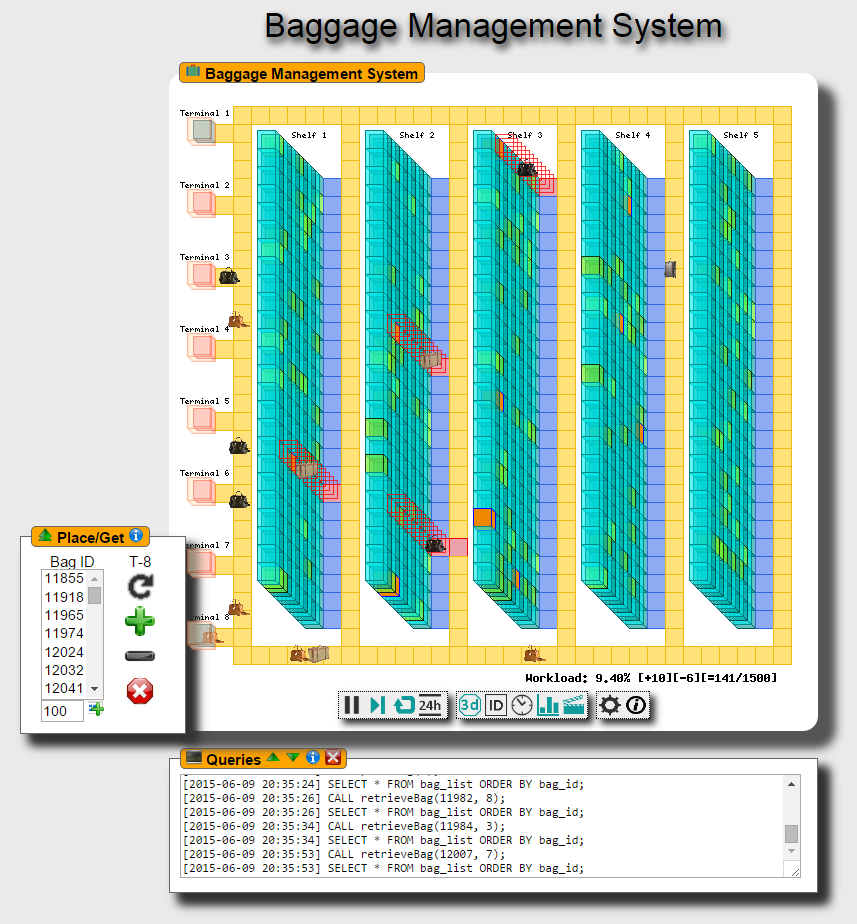 Baggage Management System
Baggage Management System
Terminal 1
Shelf 1
Shelf 2
Shelf 3
Shelf 4
Shelf 5
Terminal 2
Terminal 3
Terminal 4
Terminal 5
Terminal 6
Place/Get
Bag ID
T-8
11855
11918
11965
11974
12024
12032
12041
100
minal 7
minal 8
Workload: 9.40% [+10][-6][=141/1500]
24h
3d
ID
Queries
[2015-06-09 20:35:24] SELECT * FROM bag_list ORDER BY bag_id;
[2015-06-09 20:35:26] CALL retrieveBag(11982, 8);
[2015-06-09 20:35:26] SELECT * FROM bag_list ORDER BY bag_id;
[2015-06-09 20:35:34] CALL retrieveBag(11984, 3);
[2015-06-09 20:35:34] SELECT * FROM bag_list ORDER BY bag_id;
[2015-06-09 20:35:53] CALL retrieveBag(12007, 7);
[2015-06-09 20:35:53] SELECT * FROM bag_list ORDER BY bag_id;